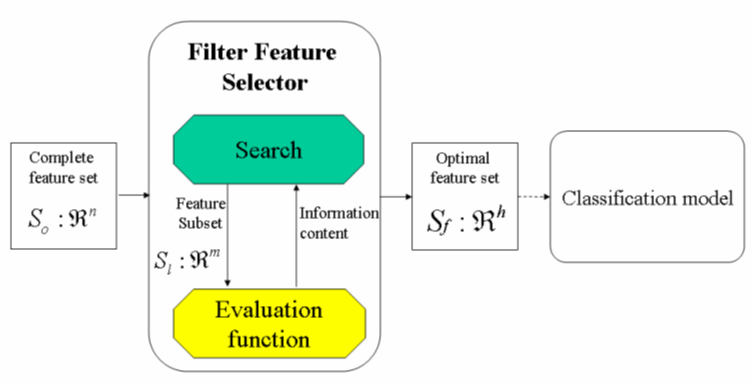 Filter Feature
Selector
Search
Complete
feature set
S_o : ℜ^n
Feature
Subset
S_l : ℜ^m
Information
content
Evaluation
function
Optimal
feature set
S_f : ℜ^h
Classification model